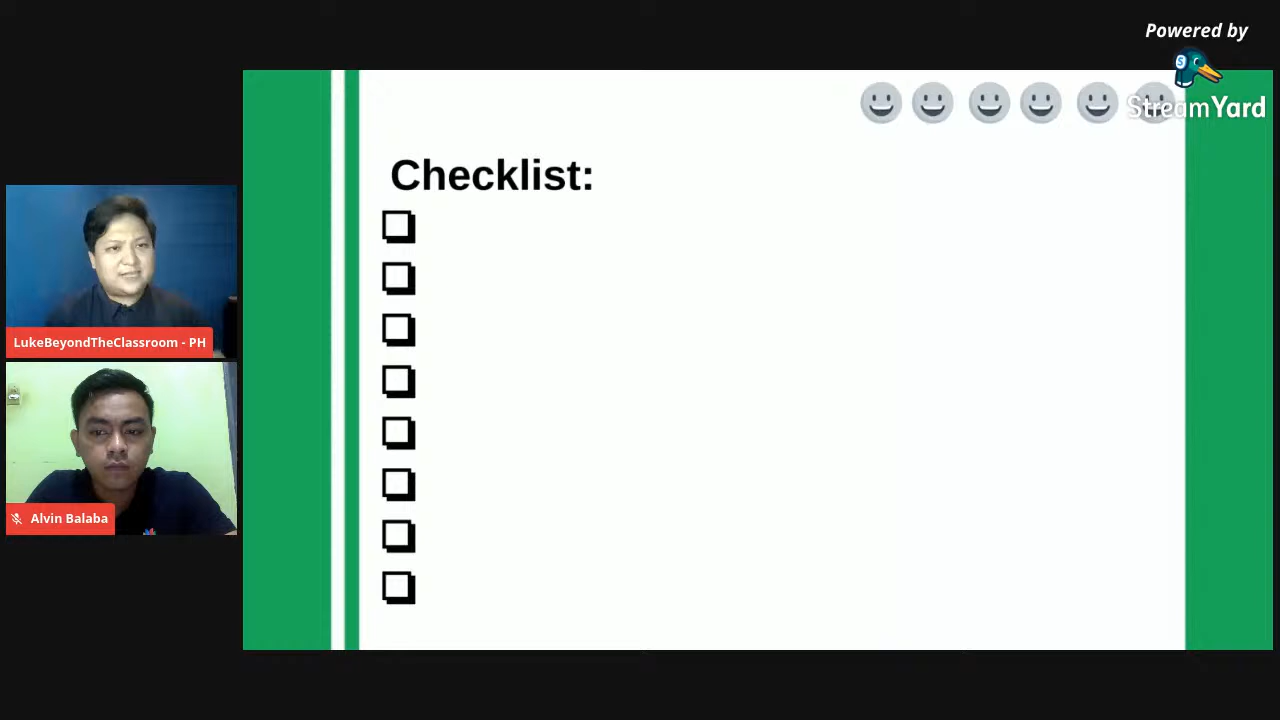 Powered by
StreamYard
Checklist:
LukeBeyondTheClassroom - PH
Alvin Balaba